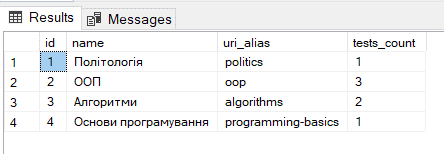 Results Messages
id name uri_alias tests_count
1 1 Політологія politics 1
2 2 ООП oop 3
3 3 Алгоритми algorithms 2
4 4 Основи програмування programming-basics 1